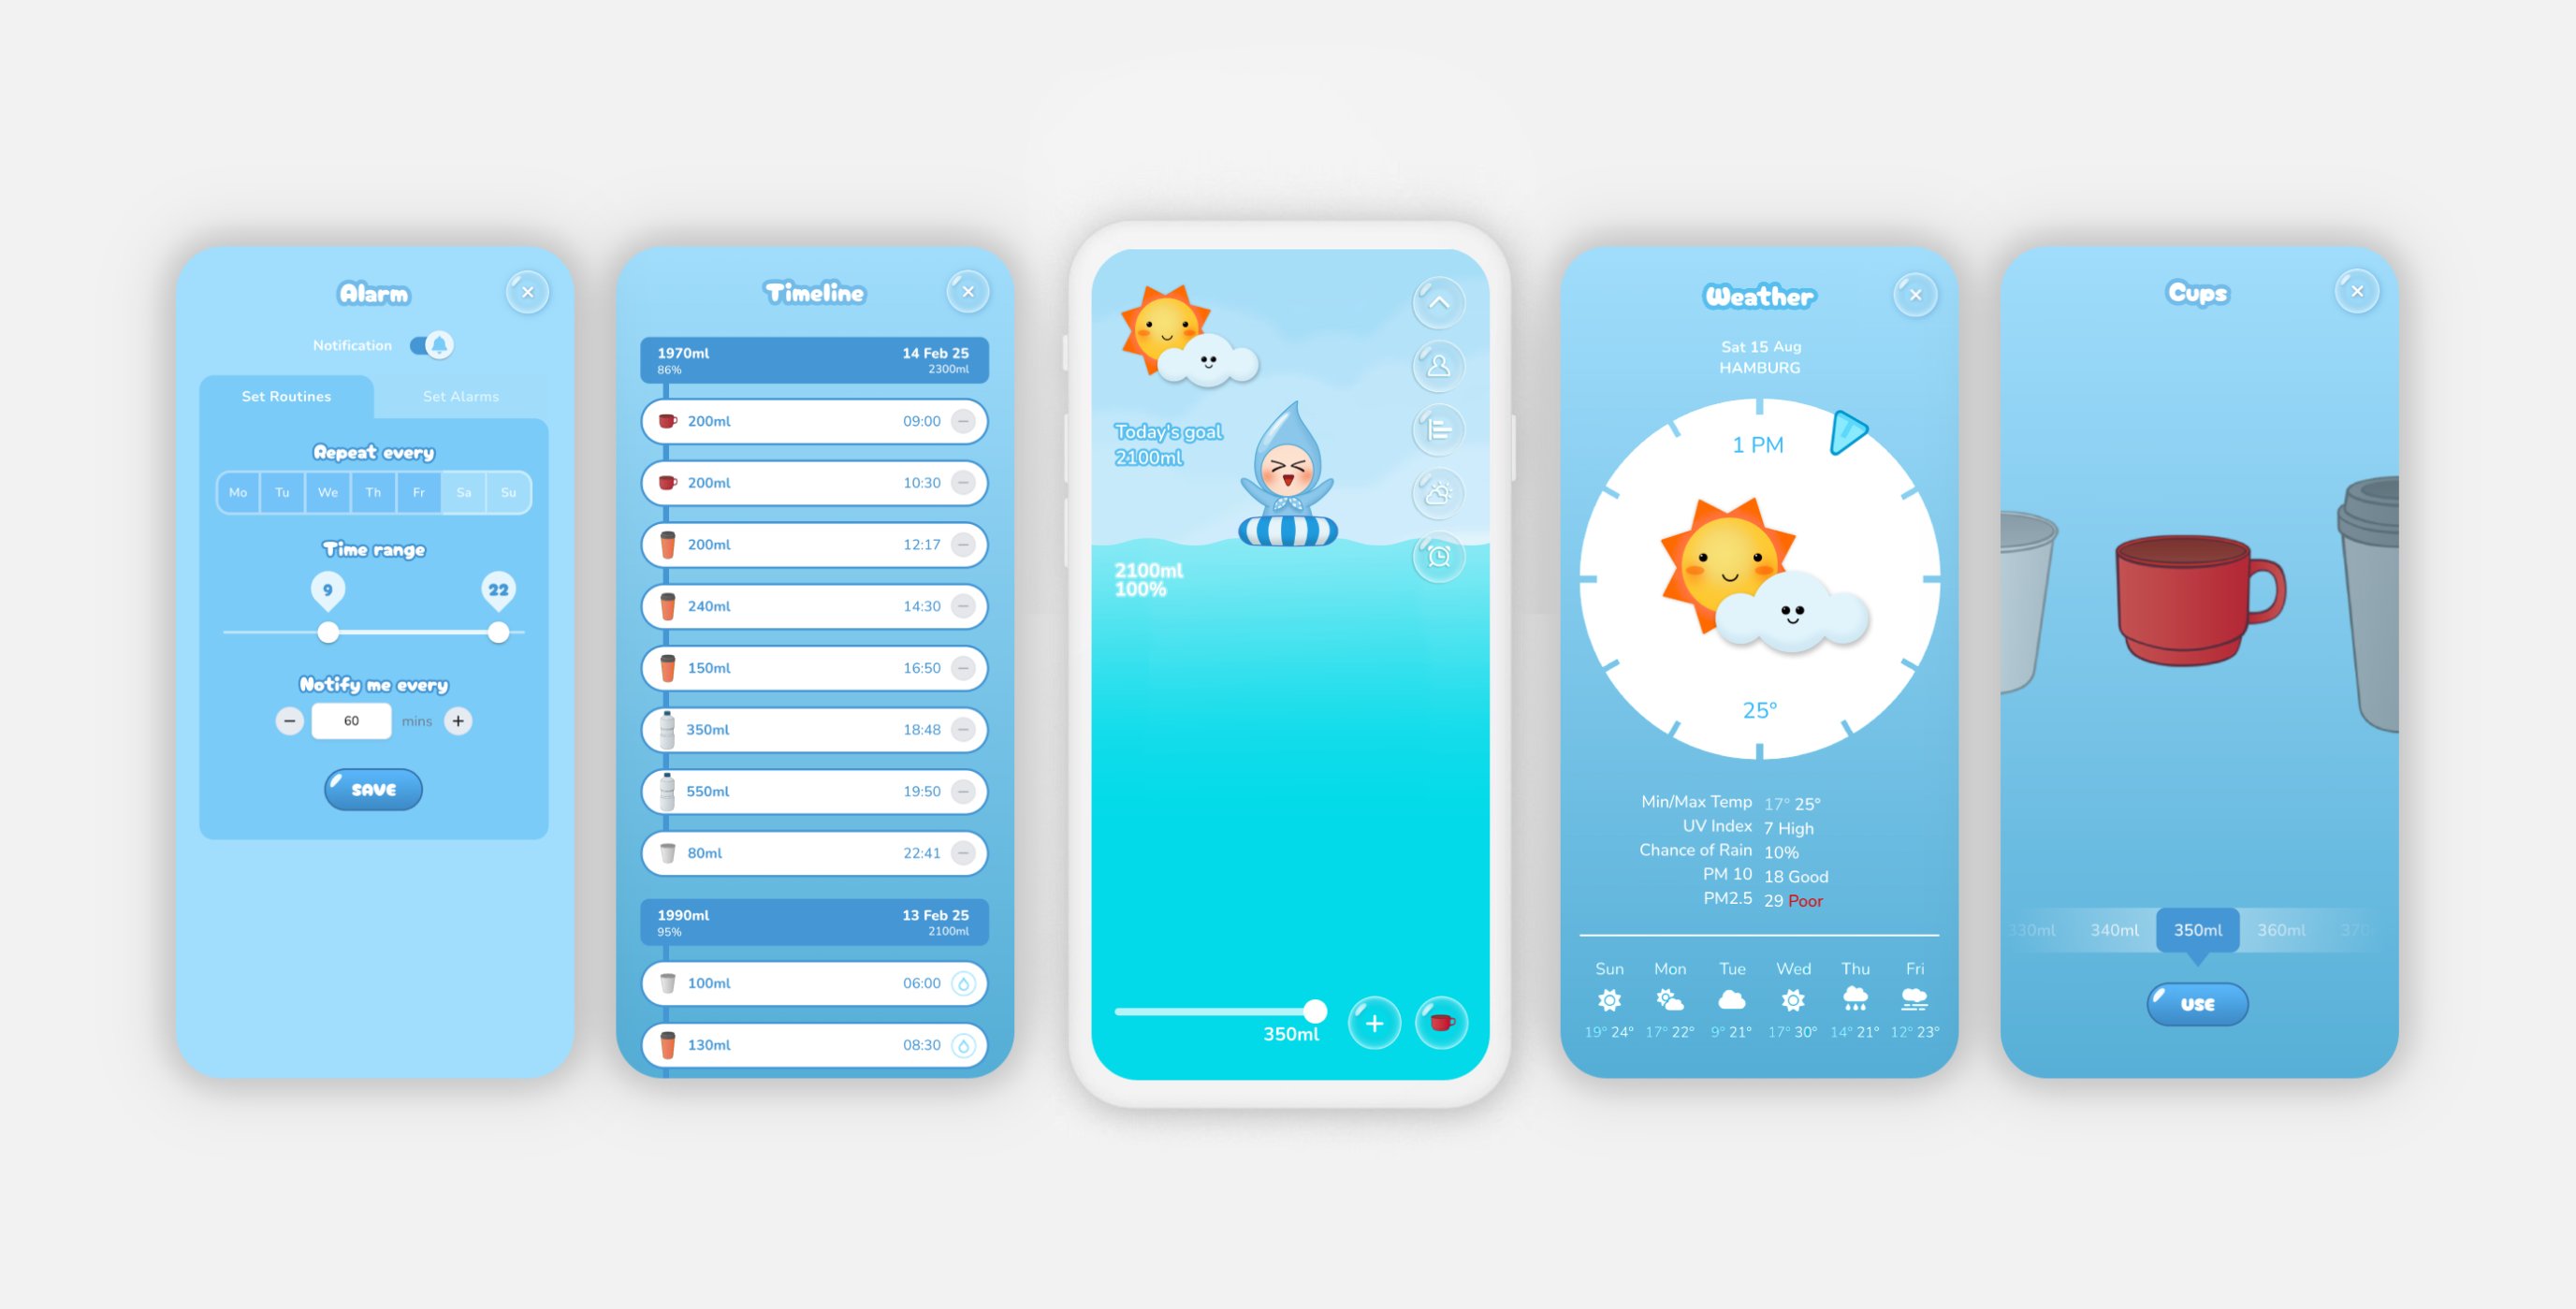 Alarm
Notification
Set Routines Set Alarms
Repeat every
Mo Tu We Th Fr Sa Su
Time range
9 22
Notify me every
60 mins
SAVE
Timeline
1970ml 14 Feb 25
86% 2300ml
200ml 09:00
200ml 10:30
200ml 12:17
240ml 14:30
150ml 16:50
350ml 18:48
550ml 19:50
80ml 22:41
1990ml 13 Feb 25
95% 2100ml
100ml 06:00
130ml 08:30
Today's goal
2100ml
2100ml
100%
350ml
Weather
Sat 15 Aug
HAMBURG
1 PM
25°
Min/Max Temp 17° 25°
UV Index 7 High
Chance of Rain 10%
PM 10 18 Good
PM2.5 29 Poor
Sun Mon Tue Wed Thu Fri
19° 24° 17° 22° 9° 21° 17° 30° 14° 21° 12° 23°
Cups
330ml 340ml 350ml 360ml
USE